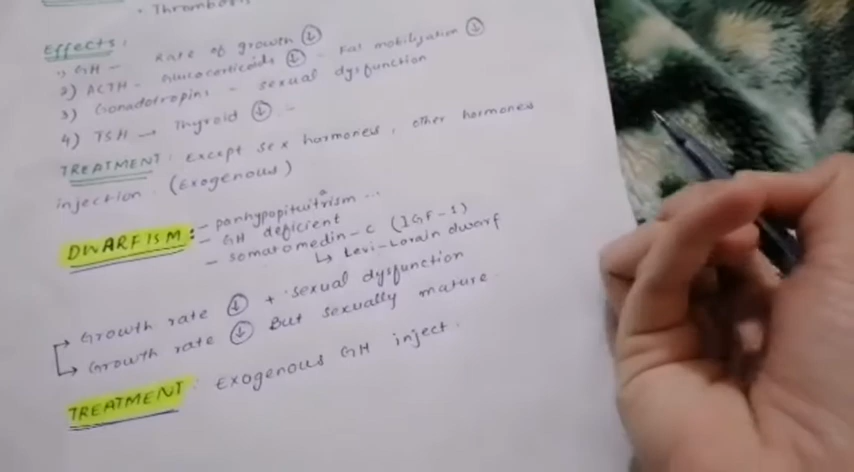 • Thrombosis
Effects:
1) GH - Rate of growth ↓
2) ACTH - Glucocorticoids ↓ - Fat mobilization ↓
3) Gonadotropins - sexual dysfunction
4) TSH → Thyroid ↓ -
TREATMENT: Except sex hormones, other hormones
injection. (Exogenous)
DWARFISM: - panhypopituitrism...
- GH deficient
- somatomedin-c (IGF-1)
↳ Levi-Lorain dwarf
→ Growth rate ↓ + sexual dysfunction
→ Growth rate ↓ But sexually mature.
TREATMENT: Exogenous GH inject.